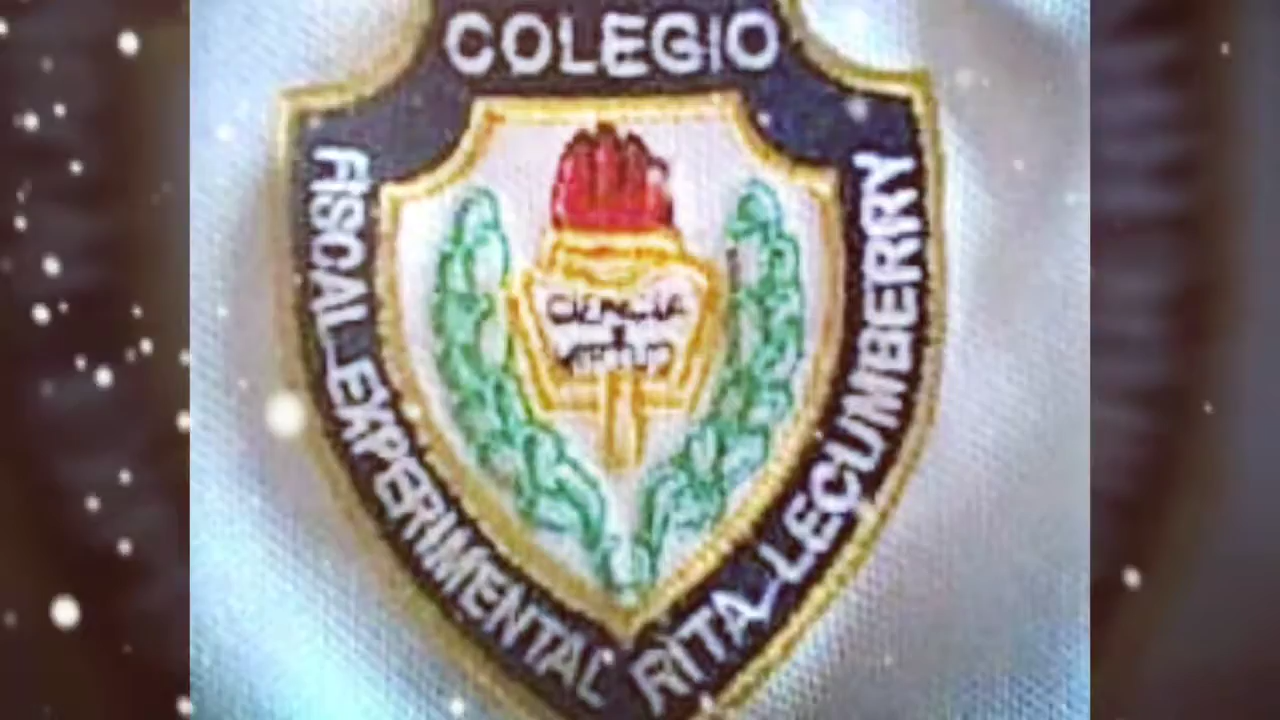 COLEGIO
FISCAL EXPERIMENTAL
RITA LECUMBERRY
CIENCIA
Y
VIRTUD